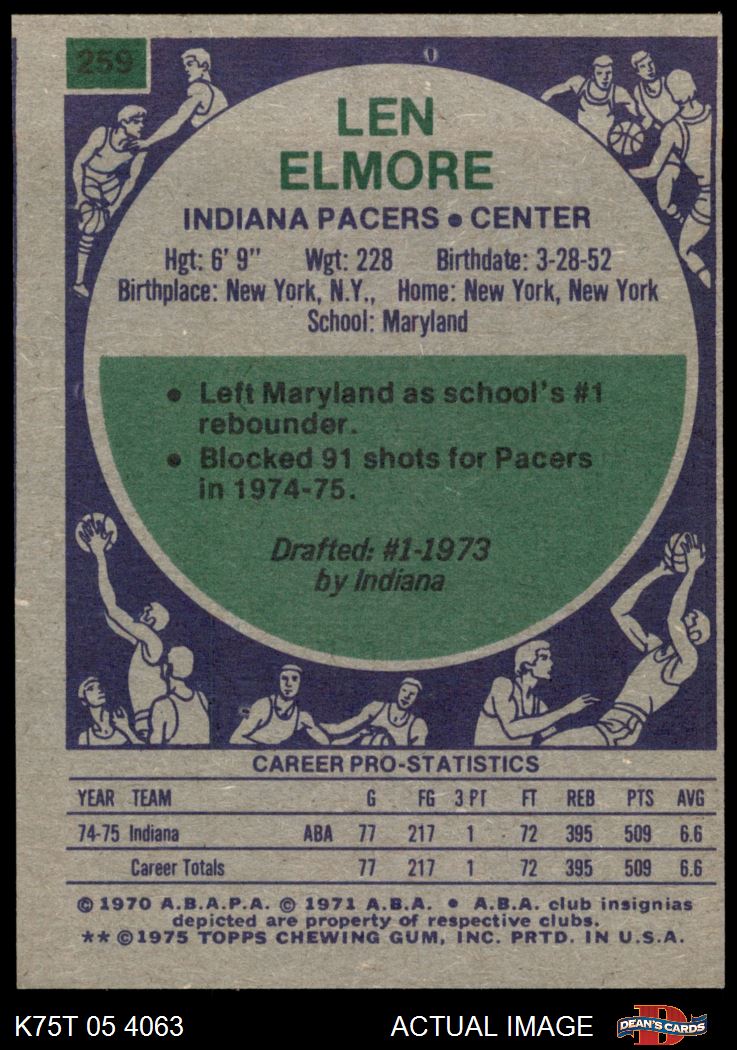 259
LEN
ELMORE
INDIANA PACERS • CENTER
Hgt: 6' 9" Wgt: 228 Birthdate: 3-28-52
Birthplace: New York, N.Y., Home: New York, New York
School: Maryland
• Left Maryland as school's #1
rebounder.
• Blocked 91 shots for Pacers
in 1974-75.
Drafted: #1-1973
by Indiana
CAREER PRO-STATISTICS
YEAR TEAM G FG 3 PT FT REB PTS AVG
74-75 Indiana ABA 77 217 1 72 395 509 6.6
Career Totals 77 217 1 72 395 509 6.6
© 1970 A.B.A.P.A. © 1971 A.B.A. • A.B.A. club insignias
depicted are property of respective clubs.
** © 1975 TOPPS CHEWING GUM, INC. PRTD. IN U.S.A.
K75T 05 4063 ACTUAL IMAGE D DEAN'S CARDS